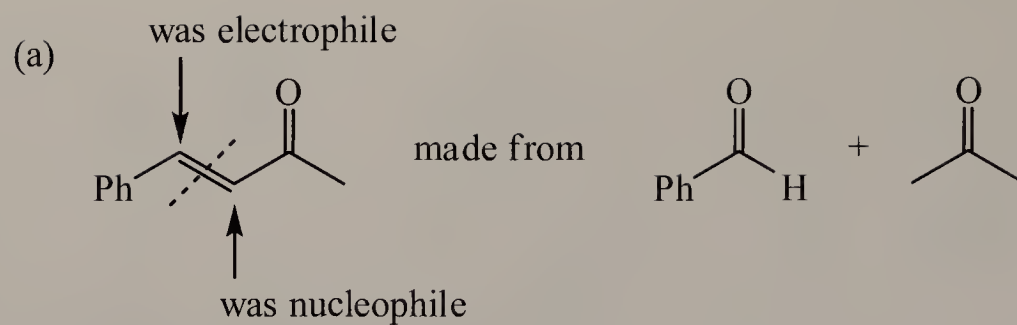 was electrophile
(a)
O
O
O
Ph
made from
Ph
H
+
was nucleophile